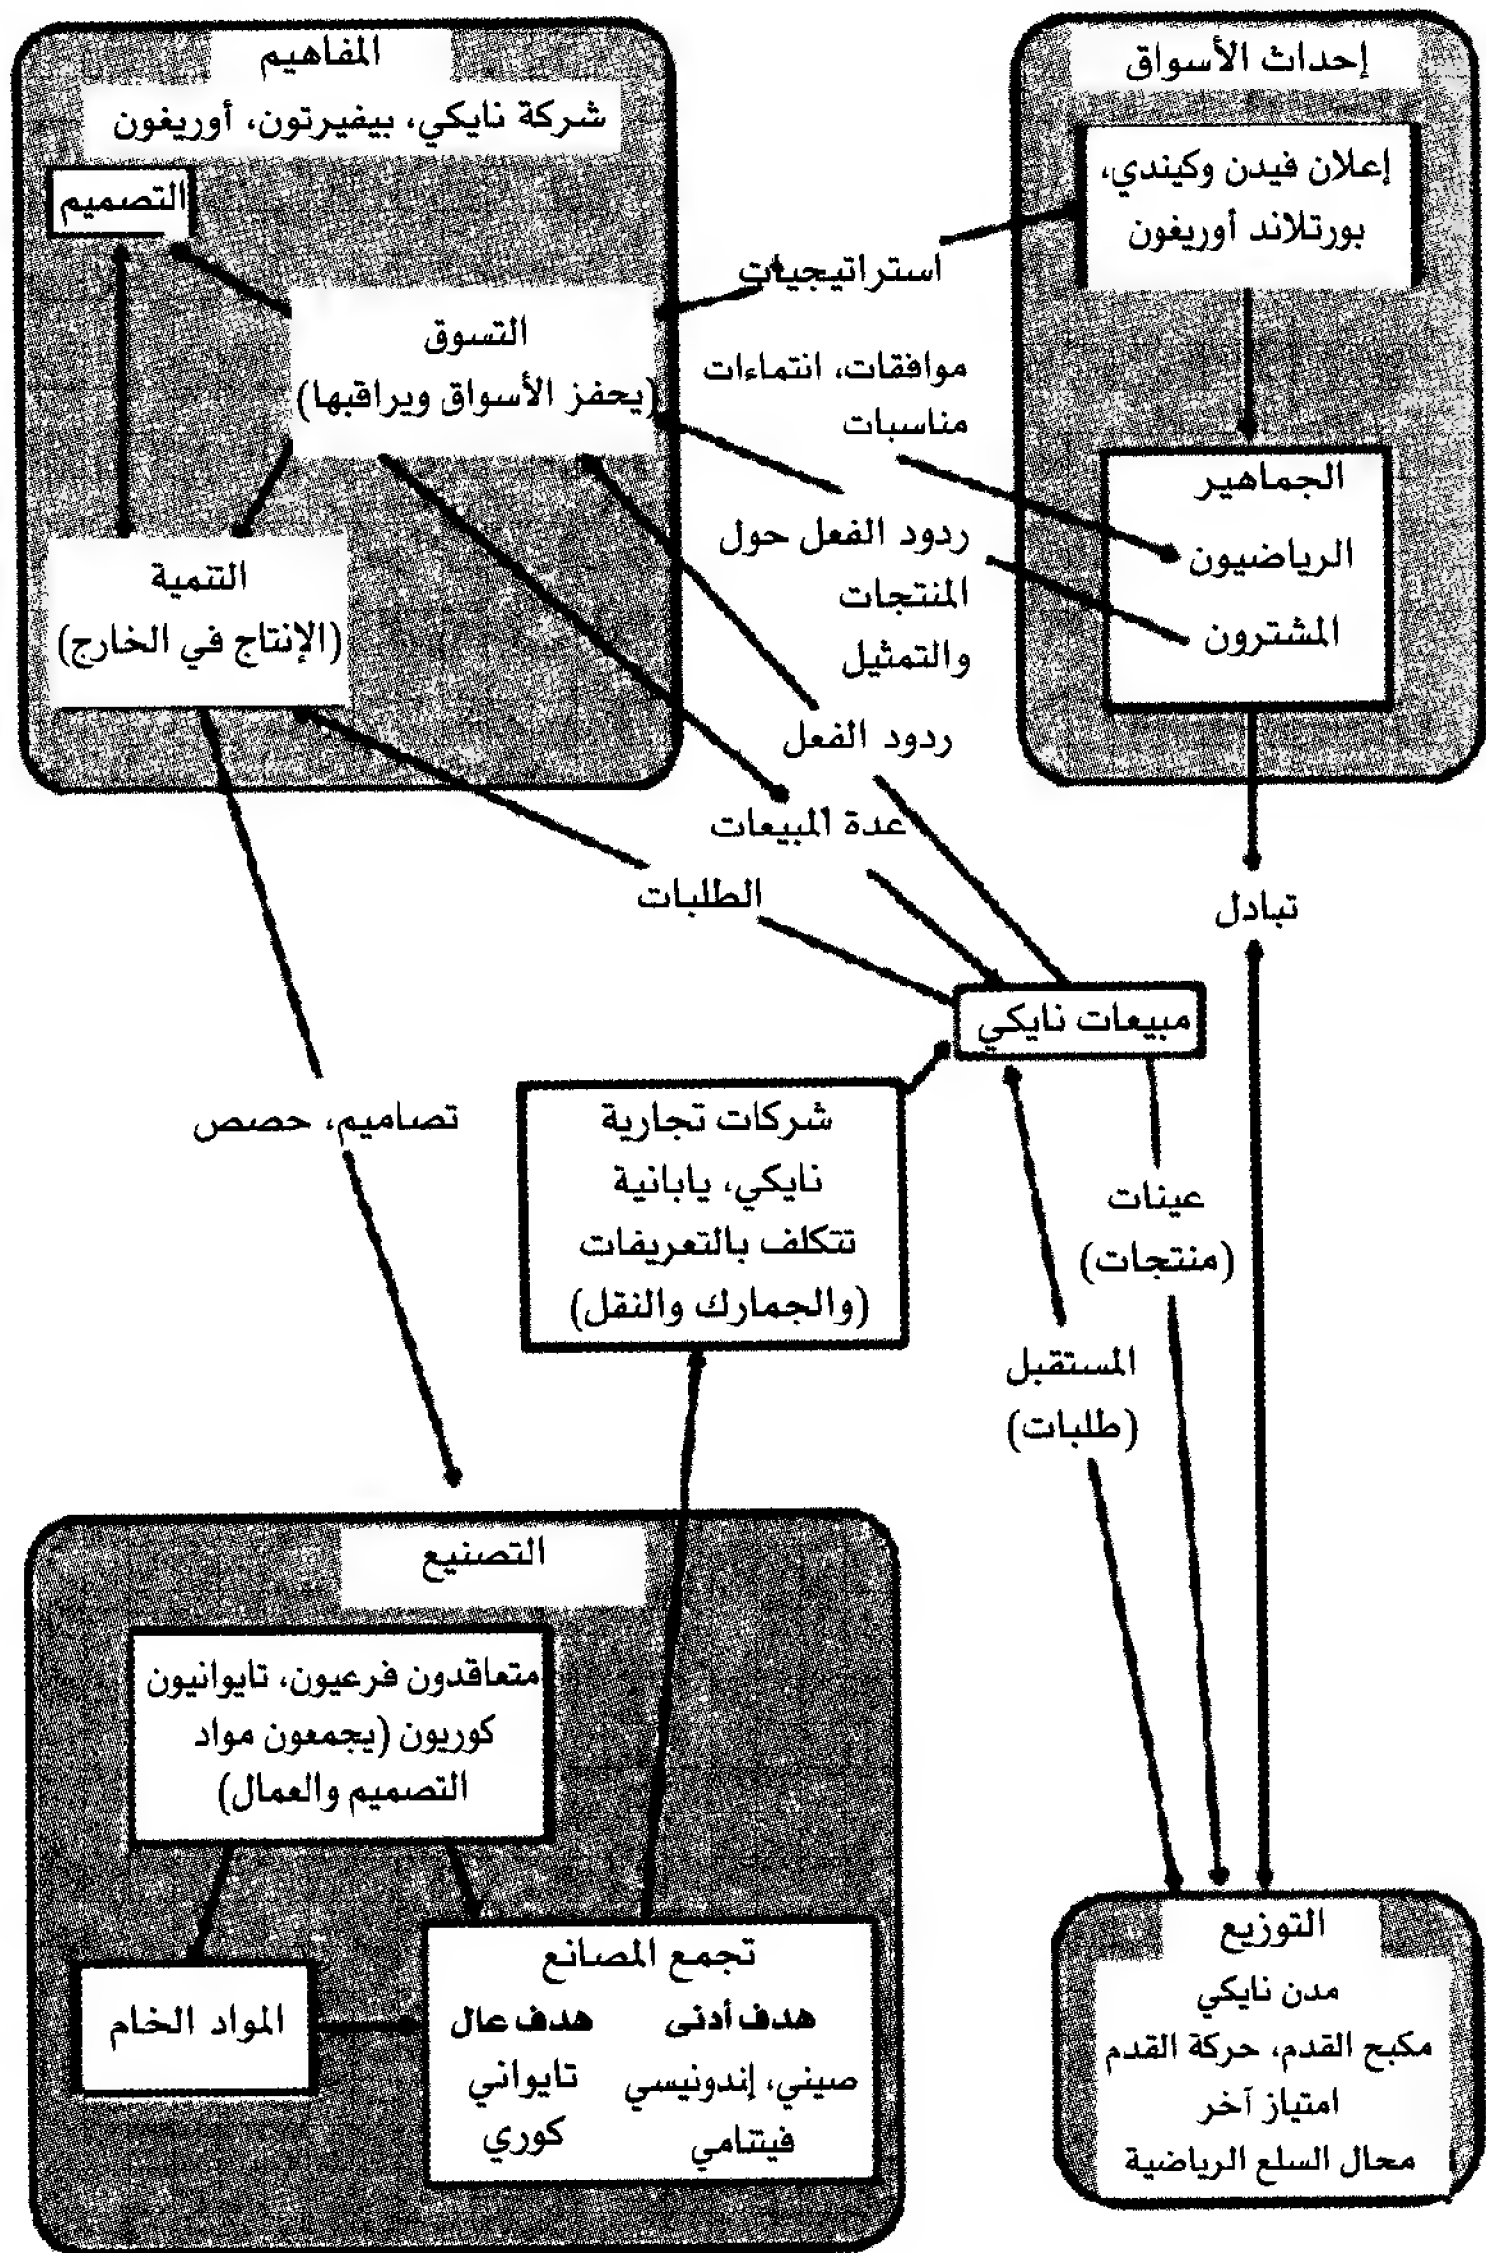 المفاهيم
شركة نايكي، بيفيرتون، أوريغون
التصميم
التسوق
(يحفز الأسواق ويراقبها)
التنمية
(الإنتاج في الخارج)
إحداث الأسواق
إعلان فيدن وكيندي،
بورتلاند أوريغون
الجماهير
الرياضيون
المشترون
استراتيجيات
موافقات، انتماءات
مناسبات
ردود الفعل حول
المنتجات
والتمثيل
ردود الفعل
عدة المبيعات
الطلبات
تبادل
مبيعات نايكي
تصاميم، حصص
شركات تجارية
نايكي، يابانية
تتكلف بالتعريفات
(والجمارك والنقل)
عينات
(منتجات)
المستقبل
(طلبات)
التصنيع
متعاقدون فرعيون، تايوانيون
كوريون (يجمعون مواد
التصميم والعمال)
المواد الخام
تجمع المصانع
هدف أدنى هدف عال
صيني، إندونيسي تايواني
فيتنامي كوري
التوزيع
مدن نايكي
مكبح القدم، حركة القدم
امتياز آخر
محال السلع الرياضية